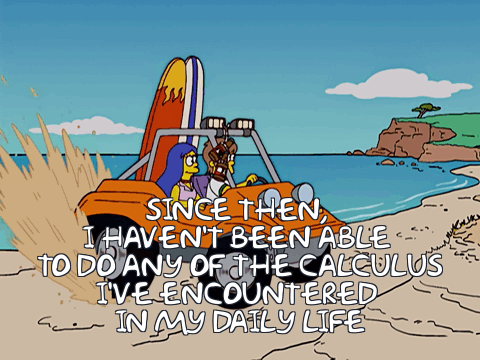 SINCE THEN,
I HAVEN'T BEEN ABLE
TO DO ANY OF THE CALCULUS
I'VE ENCOUNTERED
IN MY DAILY LIFE